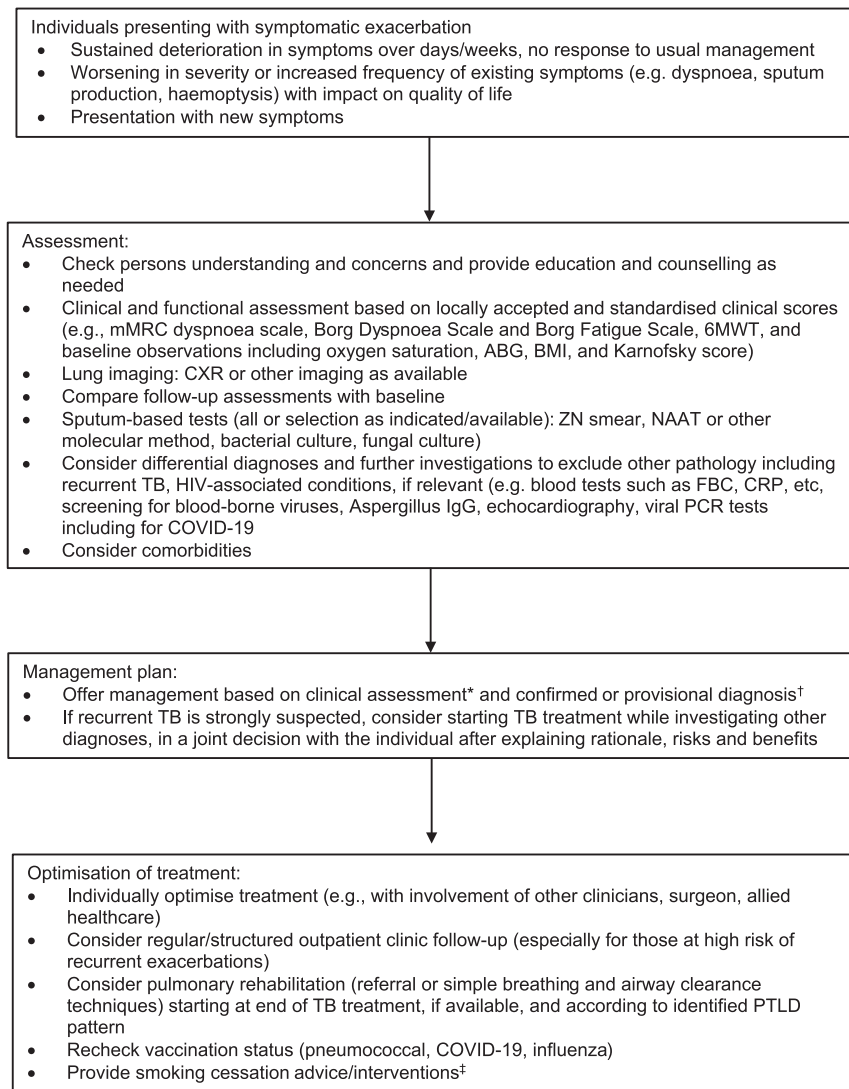 Individuals presenting with symptomatic exacerbation
• Sustained deterioration in symptoms over days/weeks, no response to usual management
• Worsening in severity or increased frequency of existing symptoms (e.g. dyspnoea, sputum
production, haemoptysis) with impact on quality of life
• Presentation with new symptoms
Assessment:
• Check persons understanding and concerns and provide education and counselling as
needed
• Clinical and functional assessment based on locally accepted and standardised clinical scores
(e.g., mMRC dyspnoea scale, Borg Dyspnoea Scale and Borg Fatigue Scale, 6MWT, and
baseline observations including oxygen saturation, ABG, BMI, and Karnofsky score)
• Lung imaging: CXR or other imaging as available
• Compare follow-up assessments with baseline
• Sputum-based tests (all or selection as indicated/available): ZN smear, NAAT or other
molecular method, bacterial culture, fungal culture)
• Consider differential diagnoses and further investigations to exclude other pathology including
recurrent TB, HIV-associated conditions, if relevant (e.g. blood tests such as FBC, CRP, etc,
screening for blood-borne viruses, Aspergillus IgG, echocardiography, viral PCR tests
including for COVID-19
• Consider comorbidities
Management plan:
• Offer management based on clinical assessment* and confirmed or provisional diagnosis†
• If recurrent TB is strongly suspected, consider starting TB treatment while investigating other
diagnoses, in a joint decision with the individual after explaining rationale, risks and benefits
Optimisation of treatment:
• Individually optimise treatment (e.g., with involvement of other clinicians, surgeon, allied
healthcare)
• Consider regular/structured outpatient clinic follow-up (especially for those at high risk of
recurrent exacerbations)
• Consider pulmonary rehabilitation (referral or simple breathing and airway clearance
techniques) starting at end of TB treatment, if available, and according to identified PTLD
pattern
• Recheck vaccination status (pneumococcal, COVID-19, influenza)
• Provide smoking cessation advice/interventions‡